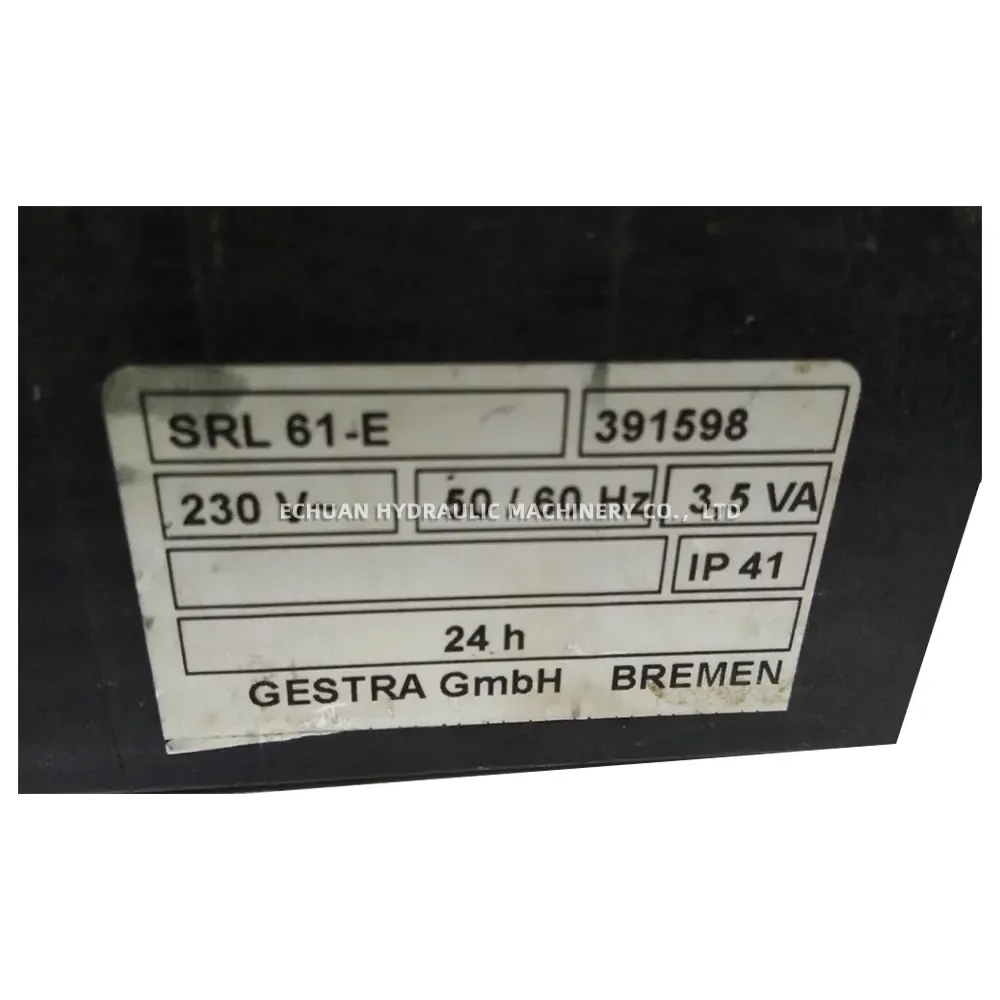 SRL 61-E 391598
230 V~ 50 / 60 Hz 3,5 VA
ECHUAN HYDRAULIC MACHINERY CO., LTD
IP 41
24 h
GESTRA GmbH BREMEN